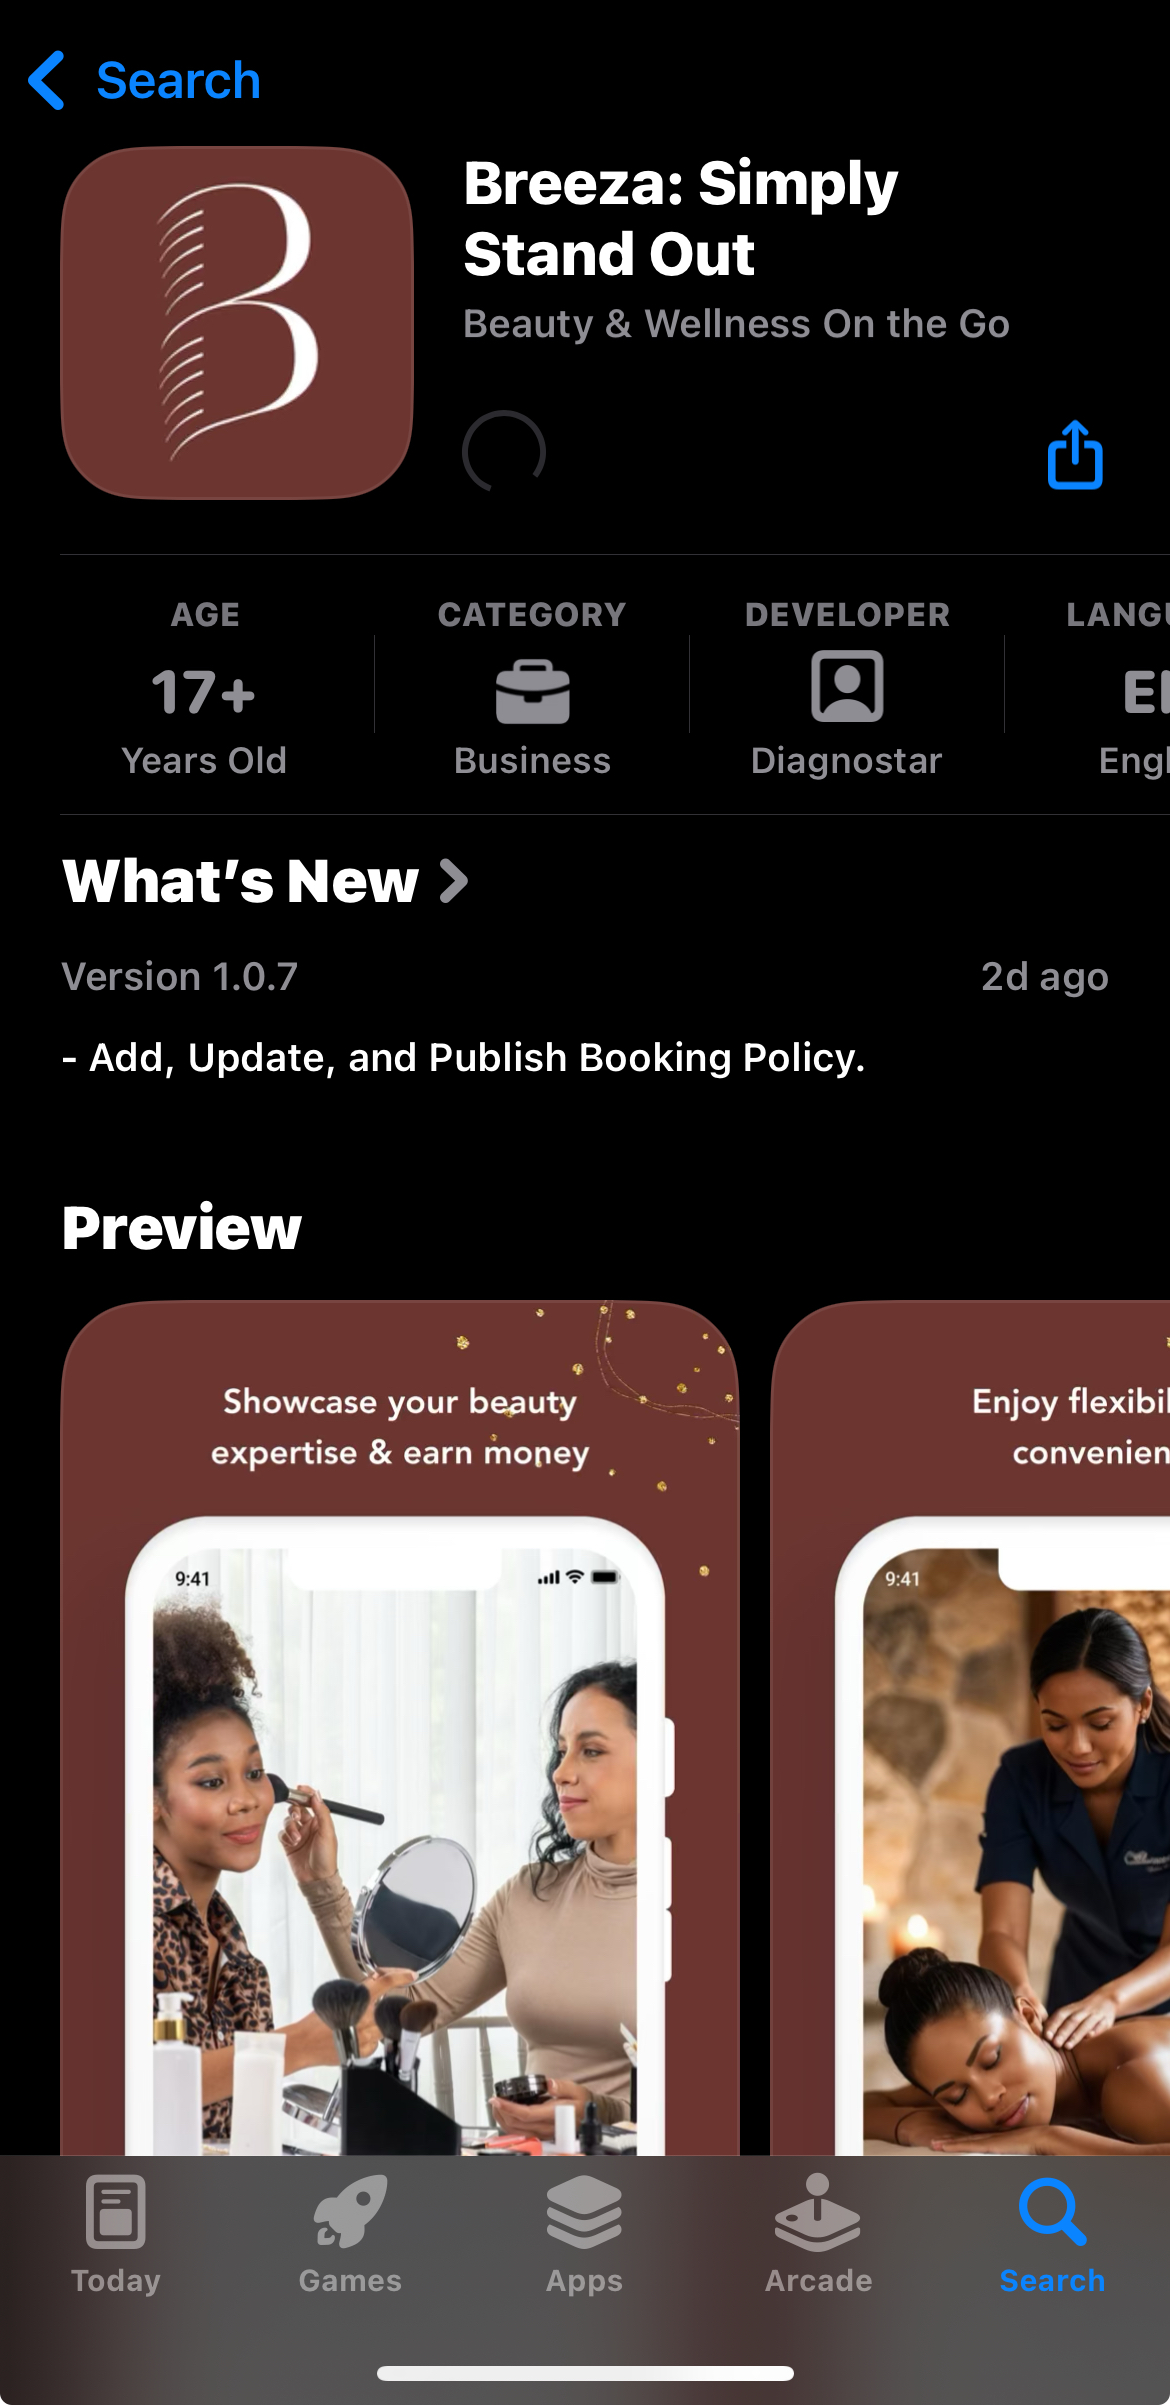 Search
B
Breeza: Simply
Stand Out
Beauty & Wellness On the Go
AGE
17+
Years Old
CATEGORY
Business
DEVELOPER
Diagnostar
LANGU
EN
Engl
What's New
Version 1.0.7
2d ago
- Add, Update, and Publish Booking Policy.
Preview
Showcase your beauty
expertise & earn money
9:41
Enjoy flexibil
convenien
9:41
Today
Games
Apps
Arcade
Search